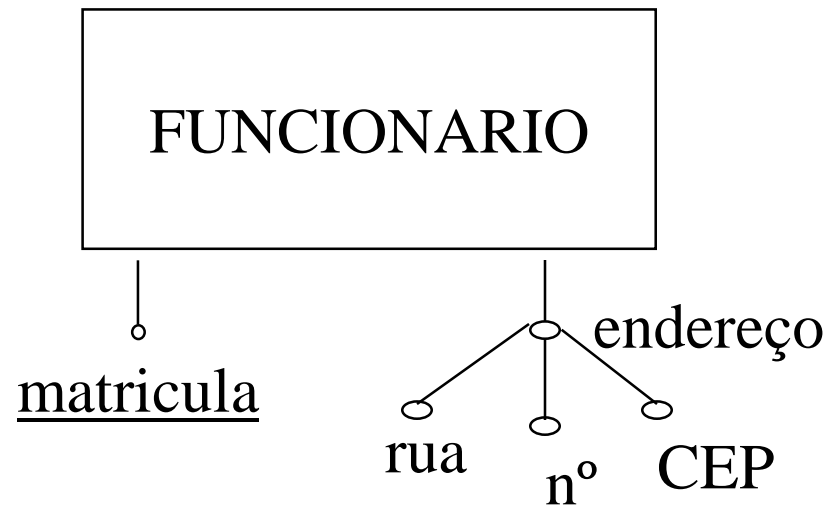 FUNCIONARIO
endereço
matricula
rua
nº
CEP